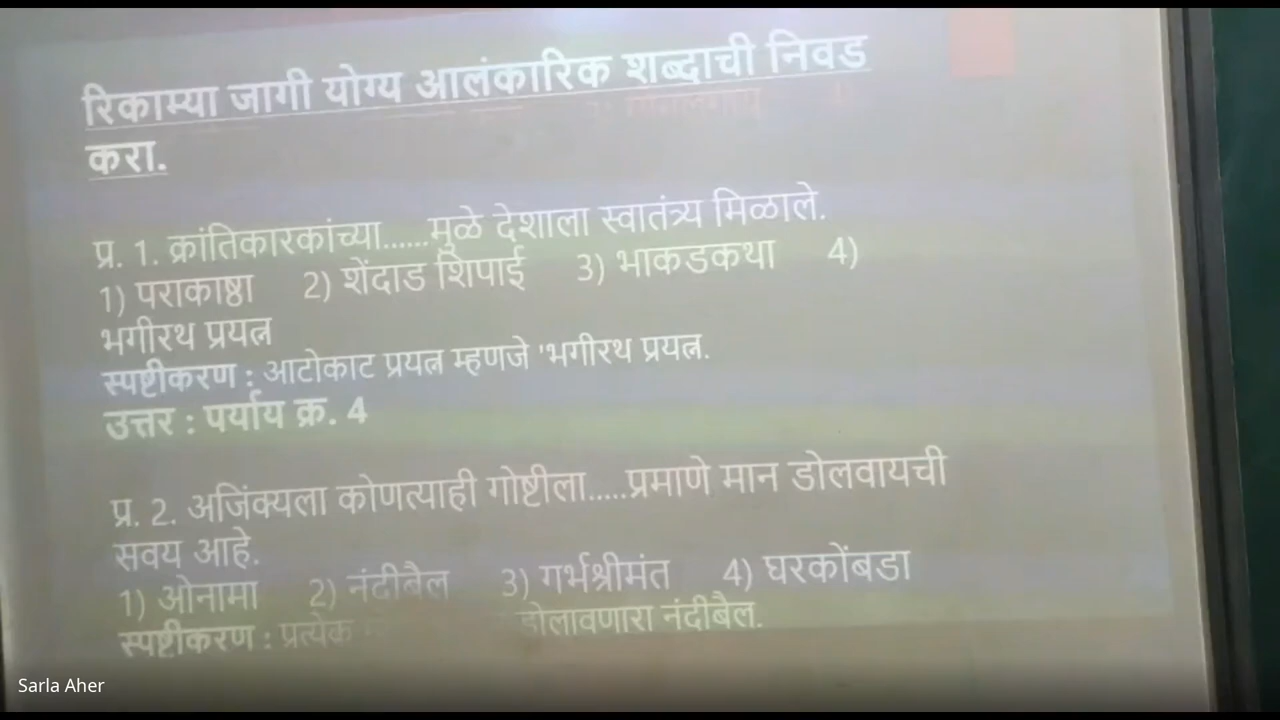 रिकाम्या जागी योग्य आलंकारिक शब्दाची निवड
करा.
प्र. 1. क्रांतिकारकांच्या......मुळे देशाला स्वातंत्र्य मिळाले.
1) पराकाष्ठा 2) शेंदाड शिपाई 3) भाकडकथा 4)
भगीरथ प्रयत्न
स्पष्टीकरण : आटोकाट प्रयत्न म्हणजे 'भगीरथ प्रयत्न.
उत्तर : पर्याय क्र. 4
प्र. 2. अजिंक्यला कोणत्याही गोष्टीला.....प्रमाणे मान डोलवायची
सवय आहे.
1) ओनामा 2) नंदीबैल 3) गर्भश्रीमंत 4) घरकोंबडा
स्पष्टीकरण : प्रत्येक डोलावणारा नंदीबैल.
Sarla Aher